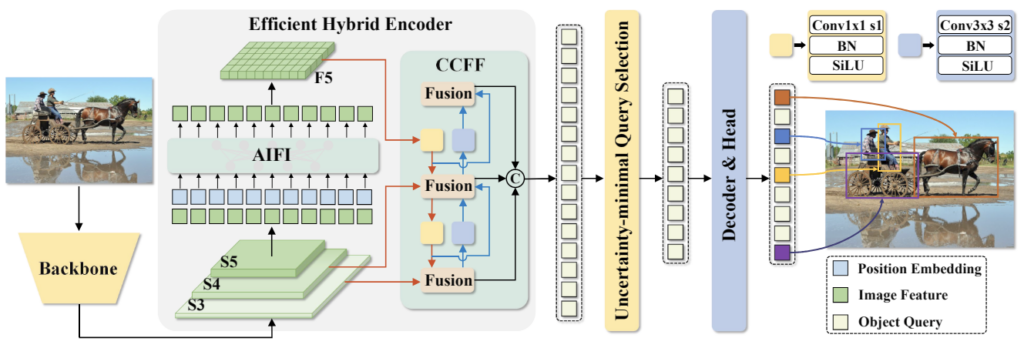 Efficient Hybrid Encoder
F5
CCFF
Fusion
Fusion
Fusion
AIFI
S5
S4
S3
Backbone
C
Uncertainty-minimal Query Selection
Decoder & Head
Conv1x1 s1
BN
SiLU
Conv3x3 s2
BN
SiLU
Position Embedding
Image Feature
Object Query